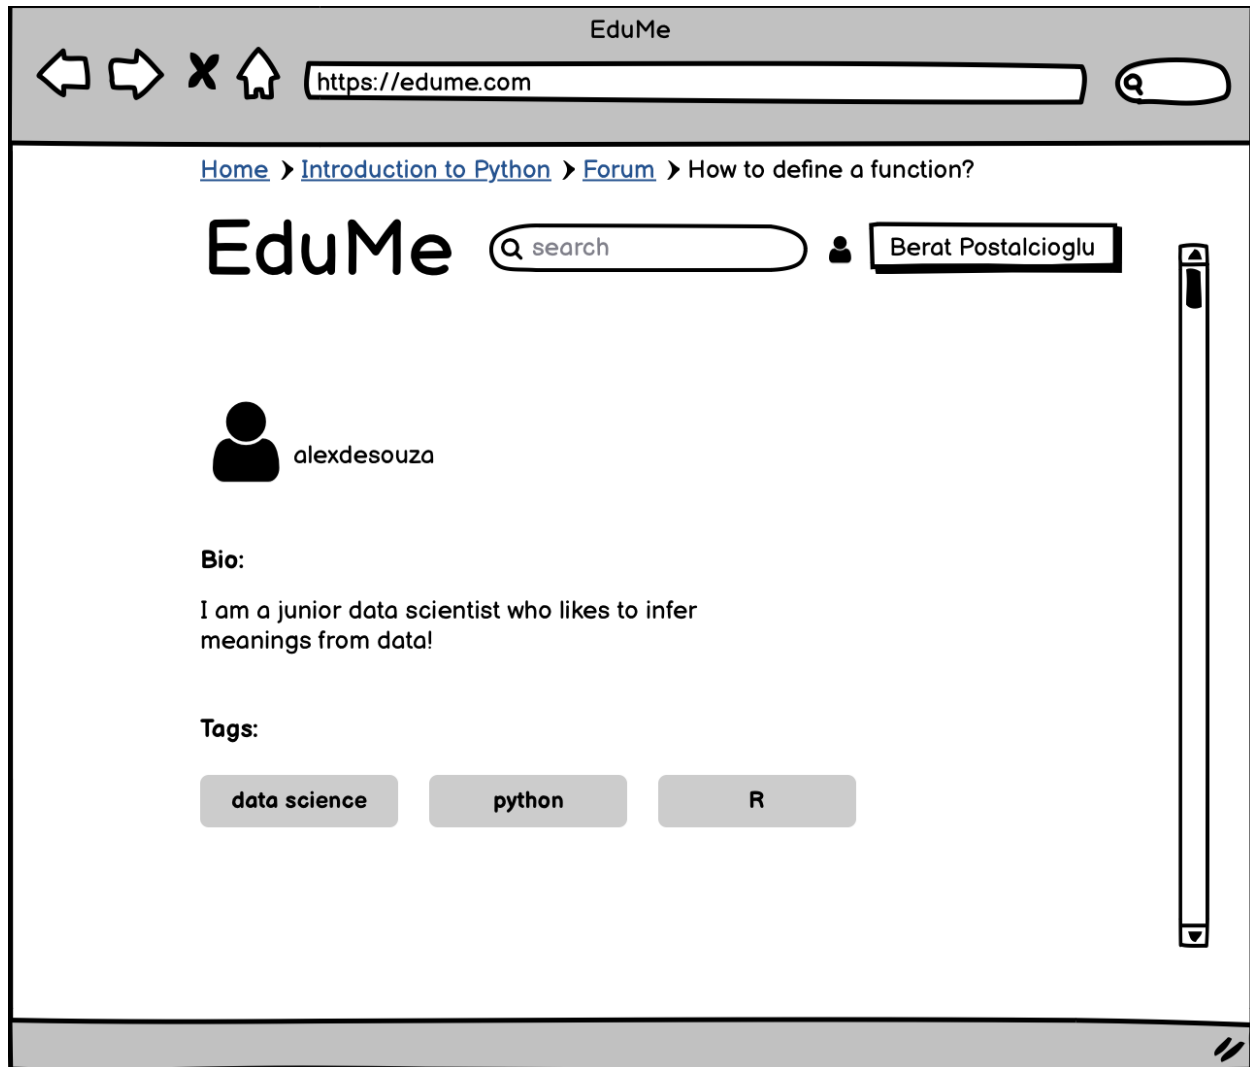 EduMe
https://edume.com
Home > Introduction to Python > Forum > How to define a function?
EduMe search Berat Postalcioglu
alexdesouza
Bio:
I am a junior data scientist who likes to infer
meanings from data!
Tags:
data science python R